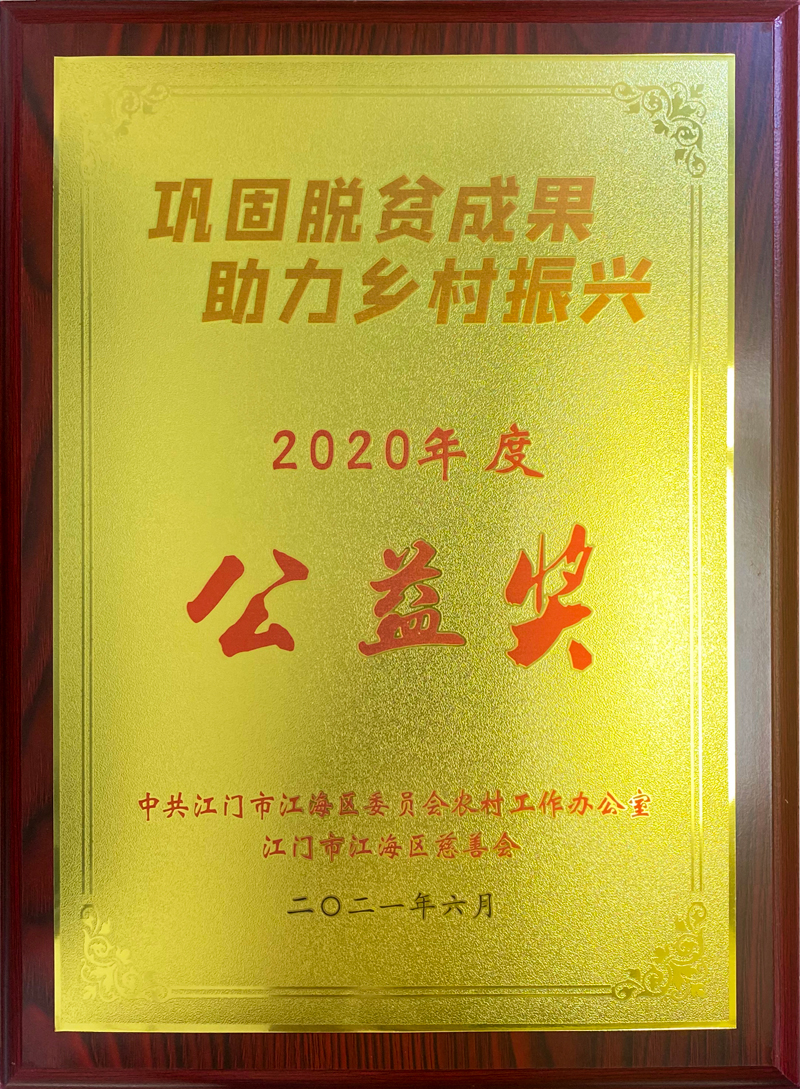 巩固脱贫成果
助力乡村振兴
2020年度
公益奖
中共江门市江海区委员会农村工作办公室
江门市江海区慈善会
二〇二一年六月